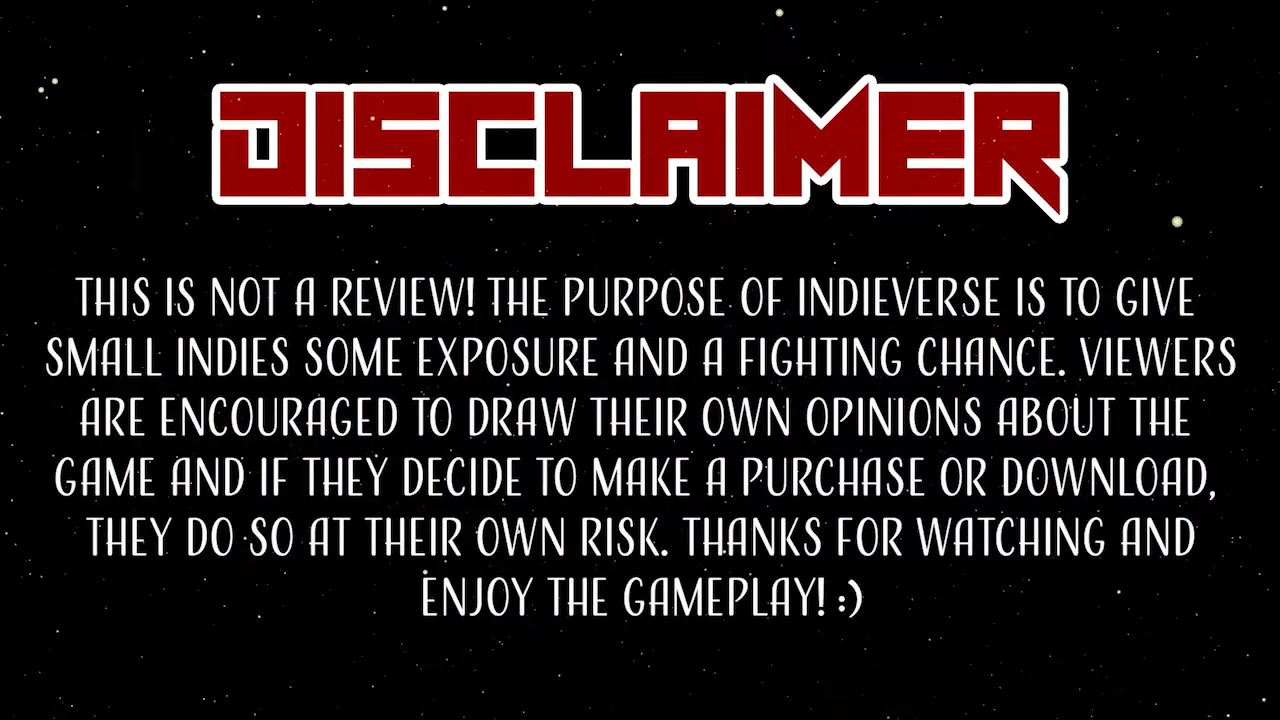 DISCLAIMER
THIS IS NOT A REVIEW! THE PURPOSE OF INDIEVERSE IS TO GIVE
SMALL INDIES SOME EXPOSURE AND A FIGHTING CHANCE. VIEWERS
ARE ENCOURAGED TO DRAW THEIR OWN OPINIONS ABOUT THE
GAME AND IF THEY DECIDE TO MAKE A PURCHASE OR DOWNLOAD,
THEY DO SO AT THEIR OWN RISK. THANKS FOR WATCHING AND
ENJOY THE GAMEPLAY! :)